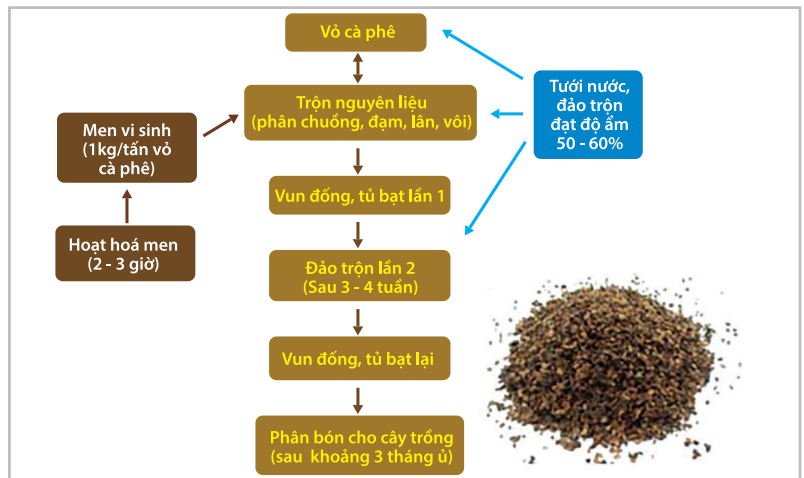 Vỏ cà phê
Trộn nguyên liệu
(phân chuồng, đạm, lân, vôi)
Tưới nước,
đảo trộn
đạt độ ẩm
50 - 60%
Men vi sinh
(1kg/tấn vỏ
cà phê)
Vun đống, tủ bạt lần 1
Hoạt hoá men
(2 - 3 giờ)
Đảo trộn lần 2
(Sau 3 - 4 tuần)
Vun đống, tủ bạt lại
Phân bón cho cây trồng
(sau khoảng 3 tháng ủ)